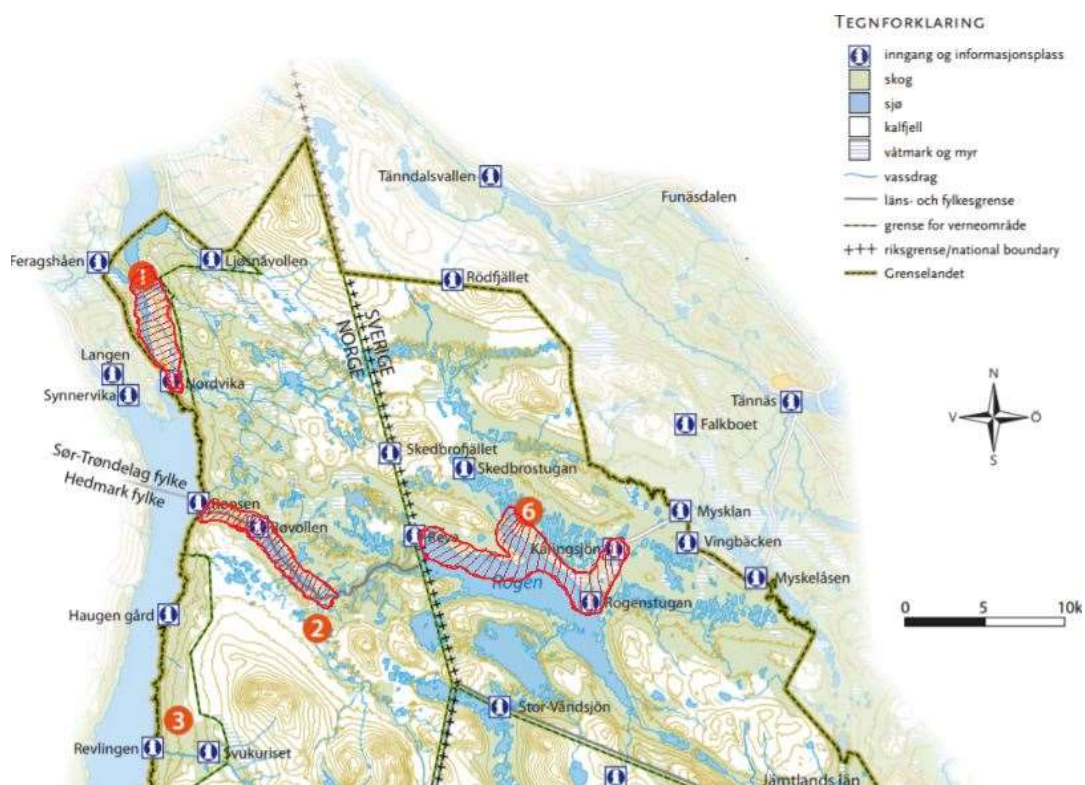 TEGNFORKLARING
inngang og informasjonsplass
skog
sjø
kalfjell
våtmark og myr
vassdrag
läns- och fylkesgrense
grense for verneområde
riksgrense/national boundary
Grenselandet
Tänndalsvallen
Funäsdalen
Feragshåen
Ljøsnåvollen
Rödfjället
SVERIGE
NORGE
Langen
Nordvika
Synnervika
Tännäs
Falkboet
N
V Ö
S
Skedbrofjället
Skedbrostugan
Sør-Trøndelag fylke
Hedmark fylke
Røvollen
6
Mysklan
Käringsjön
Vingbäcken
Rogen
Myskelåsen
Rogenstugan
Haugen gård
2
0 5 10k
3
Stor-Våndsjön
Revlingen
Svukuriset
Jämtlands län